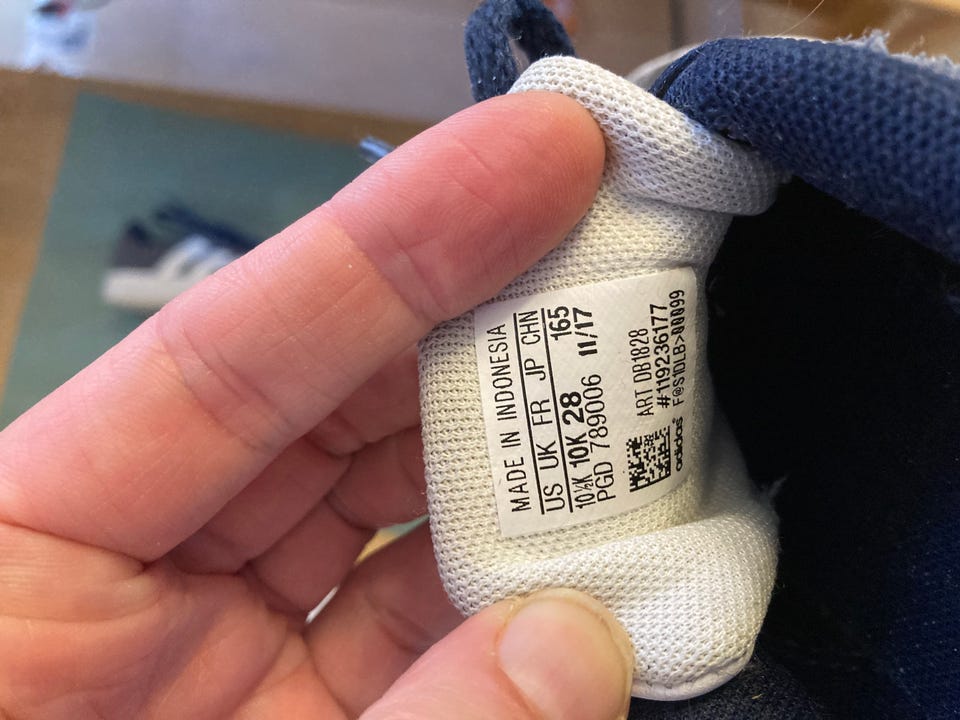 MADE IN INDONESIA
US UK FR JP CHN
10½K 10K 28 165
PGD 789006 11/17
ART DB1828
#119236177
adidas F@S1DLB>00099